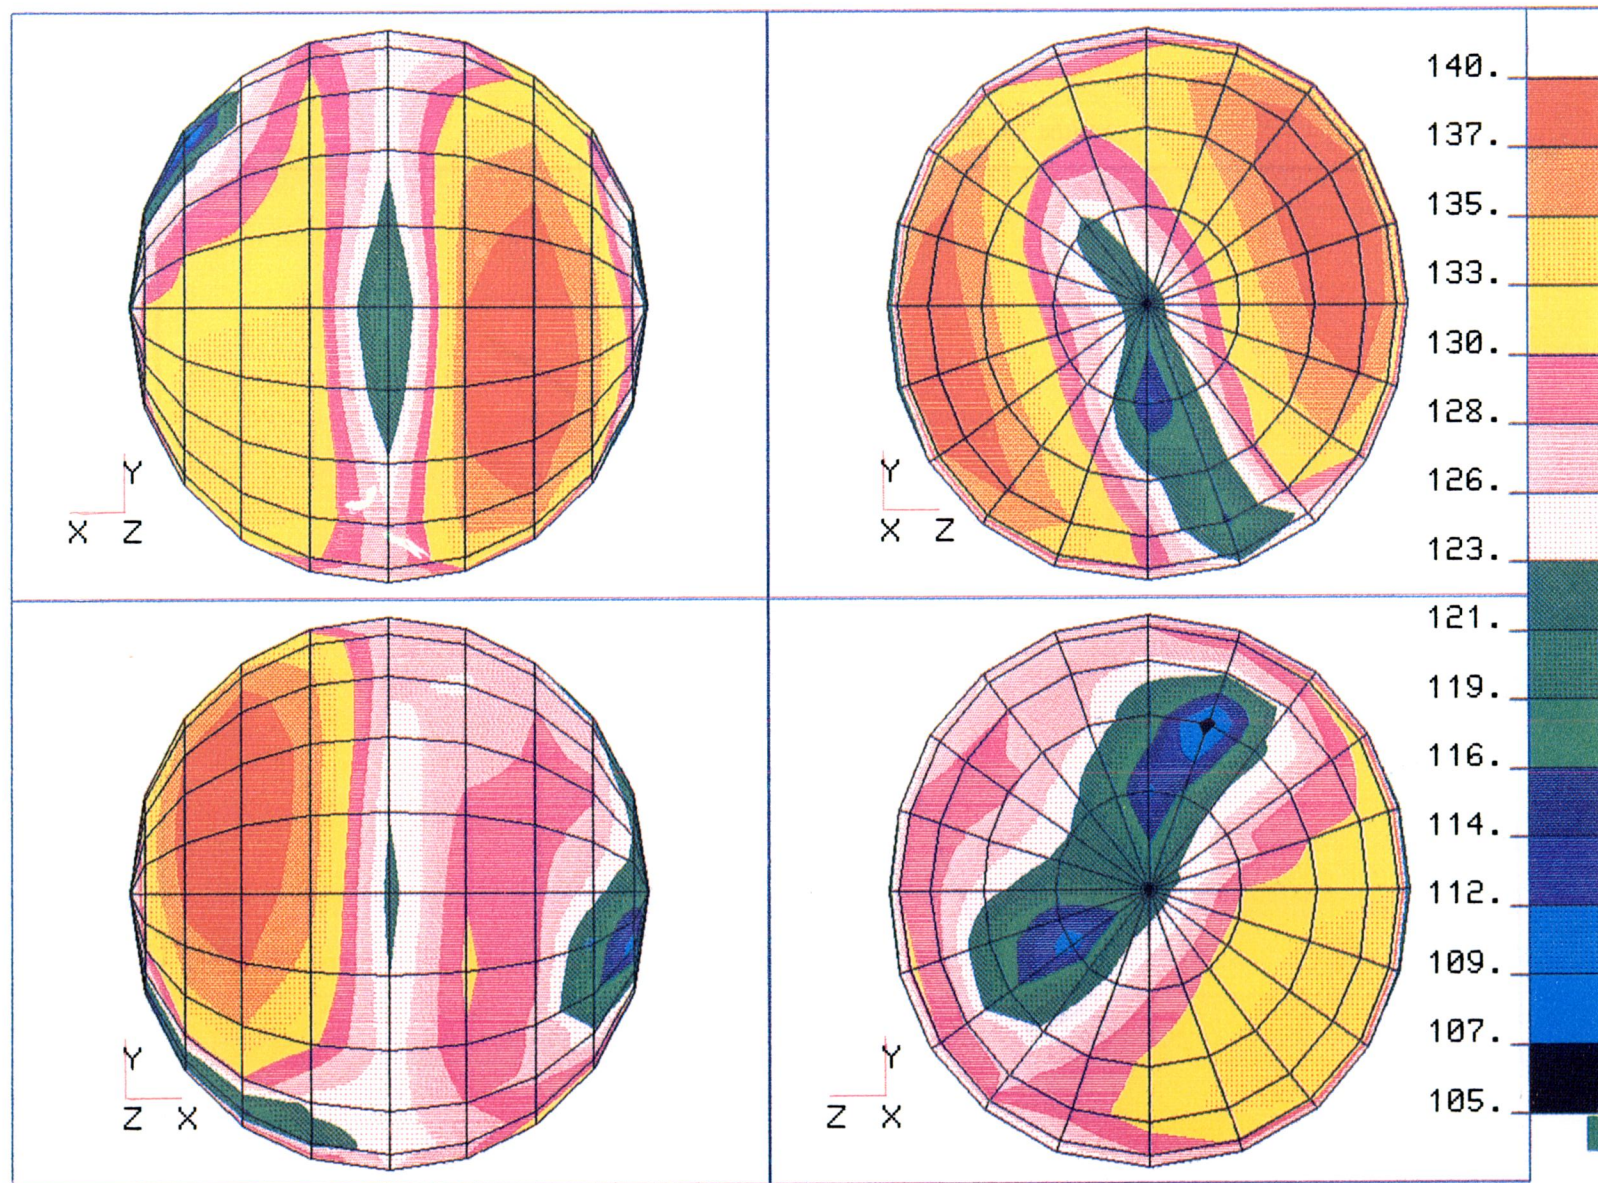 140.
137.
135.
133.
130.
128.
126.
123.
Y
X Z
Y
X Z
121.
119.
116.
114.
112.
109.
107.
105.
Y
Z X
Y
Z X